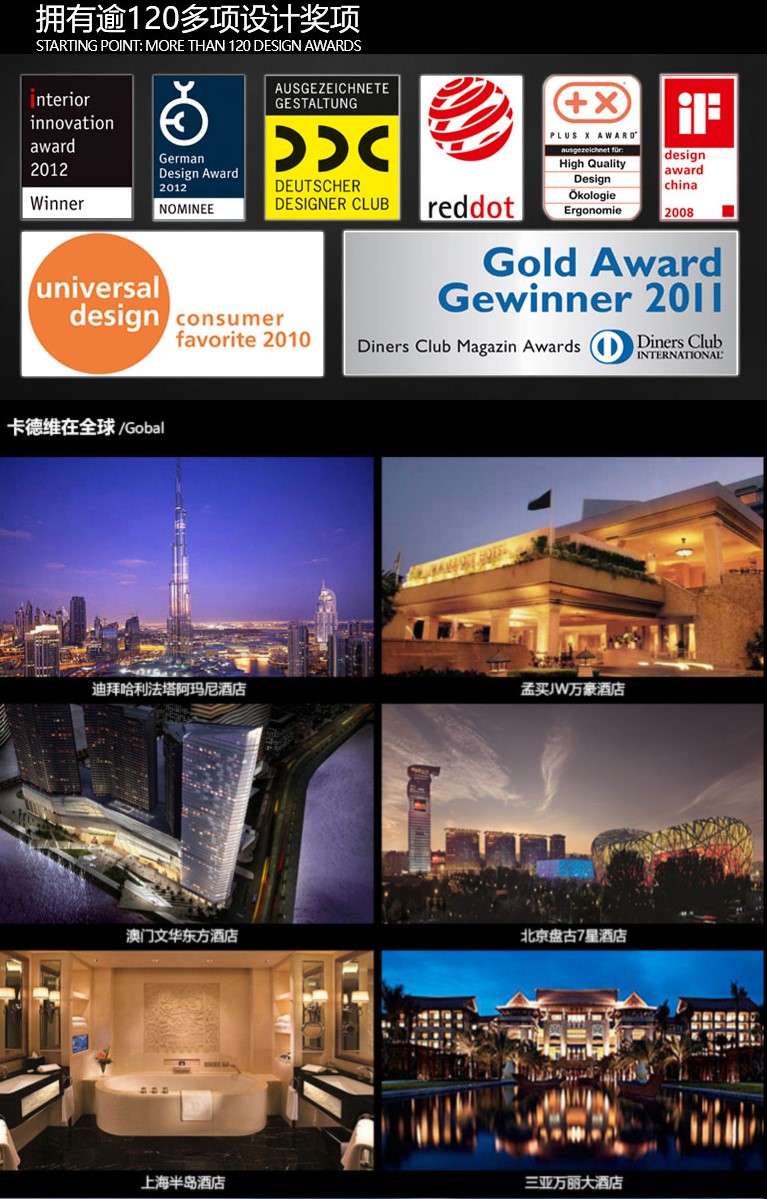 拥有逾120多项设计奖项
STARTING POINT: MORE THAN 120 DESIGN AWARDS
interior
innovation
award
2012
Winner
German
Design Award
2012
NOMINEE
AUSGEZEICHNETE
GESTALTUNG
DDC
DEUTSCHER
DESIGNER CLUB
reddot
PLUS X AWARD
ausgezeichnet für:
High Quality
Design
Ökologie
Ergonomie
iF
design
award
china
2008
universal
design
consumer
favorite 2010
Gold Award
Gewinner 2011
Diners Club Magazin Awards
Diners Club
INTERNATIONAL
卡德维在全球 /Gobal
迪拜哈利法塔阿玛尼酒店
孟买JW万豪酒店
澳门文华东方酒店
北京盘古7星酒店
上海半岛酒店
三亚万丽大酒店